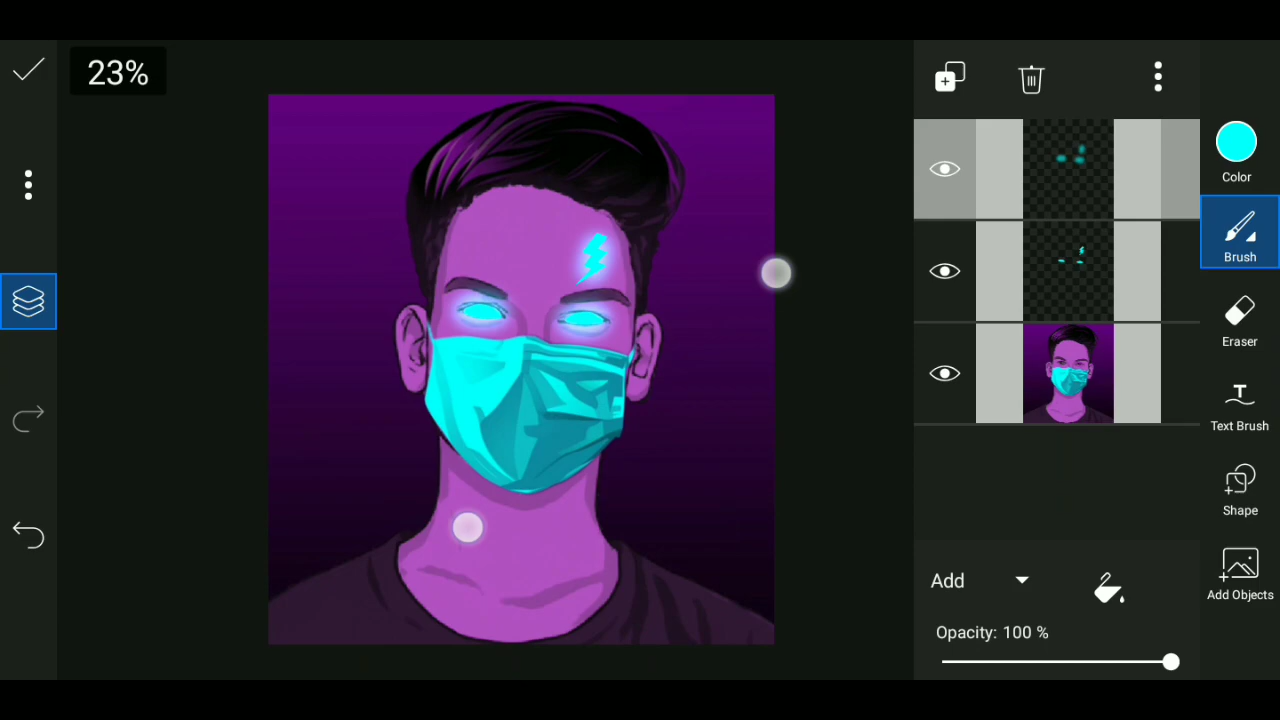 23%
Color
Brush
Eraser
Text Brush
Shape
Add Objects
Add
Opacity: 100 %